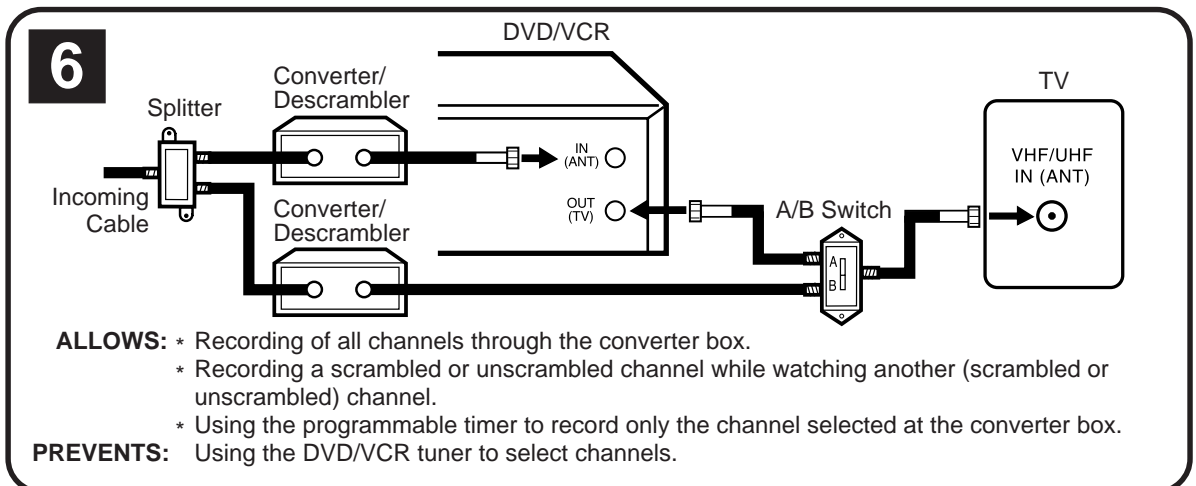 6
DVD/VCR
Converter/
Descrambler
Splitter
TV
IN
(ANT)
VHF/UHF
IN (ANT)
Incoming
Cable
OUT
(TV)
Converter/
Descrambler
A/B Switch
A
B
ALLOWS: * Recording of all channels through the converter box.
* Recording a scrambled or unscrambled channel while watching another (scrambled or
unscrambled) channel.
* Using the programmable timer to record only the channel selected at the converter box.
PREVENTS: Using the DVD/VCR tuner to select channels.